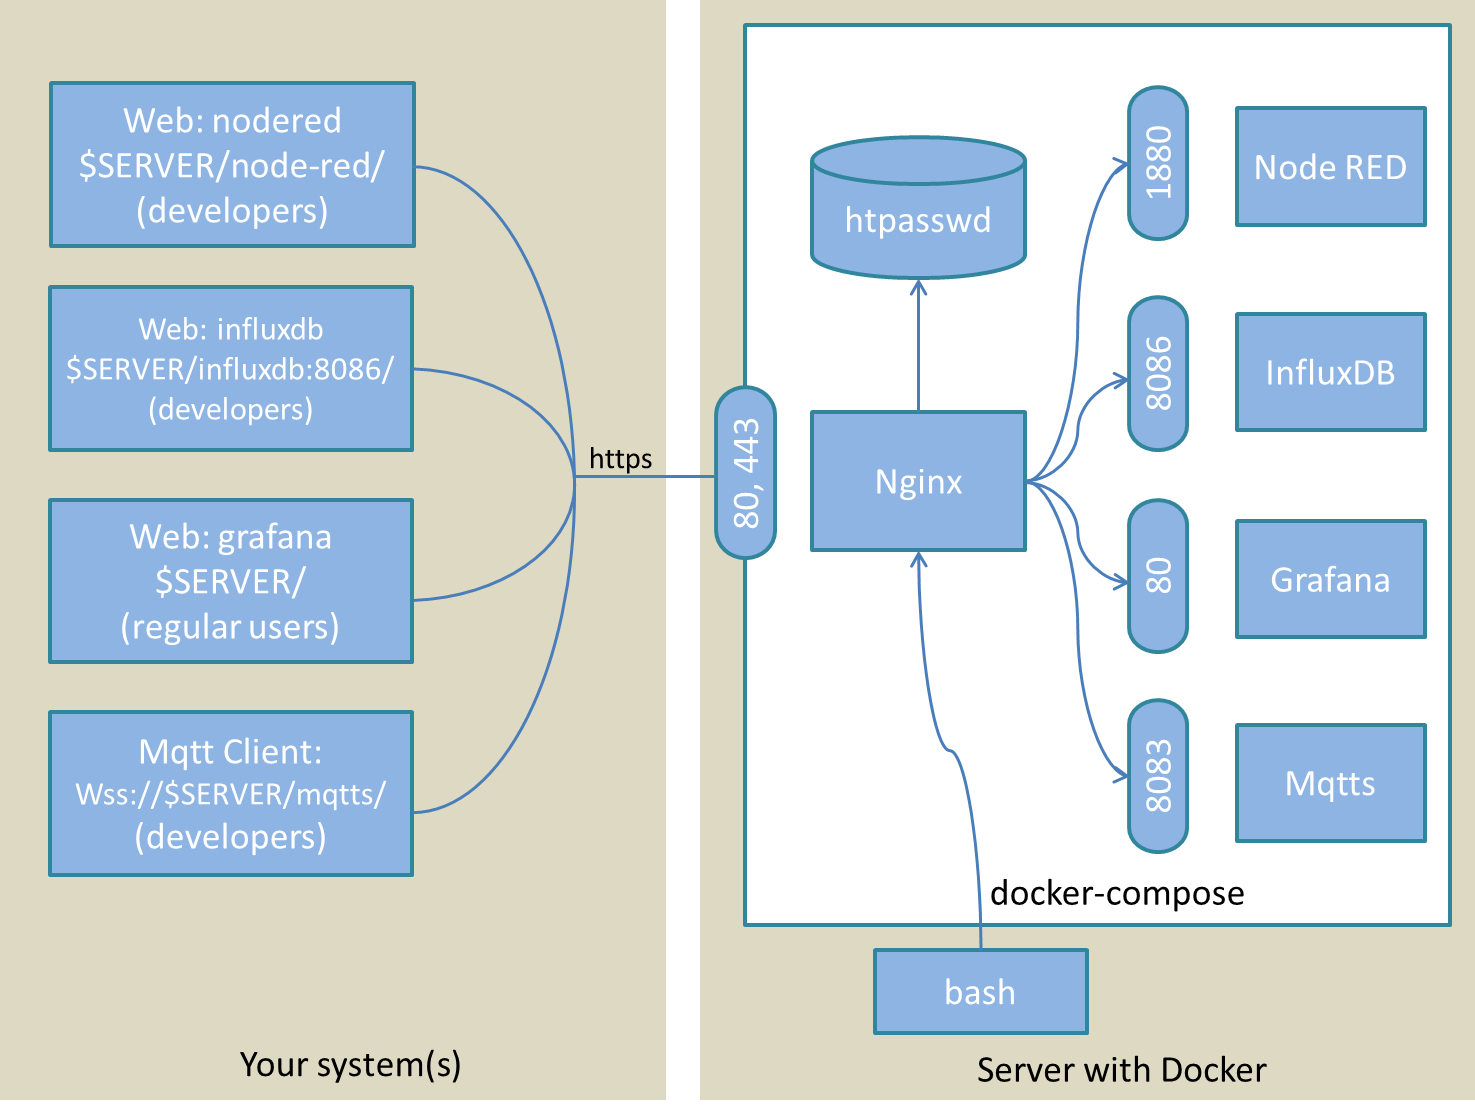 Web: nodered
$SERVER/node-red/
(developers)
Web: influxdb
$SERVER/influxdb:8086/
(developers)
Web: grafana
$SERVER/
(regular users)
Mqtt Client:
Wss://$SERVER/mqtts/
(developers)
Your system(s)
https
80, 443
htpasswd
Nginx
1880
Node RED
8086
InfluxDB
80
Grafana
8083
Mqtts
docker-compose
bash
Server with Docker